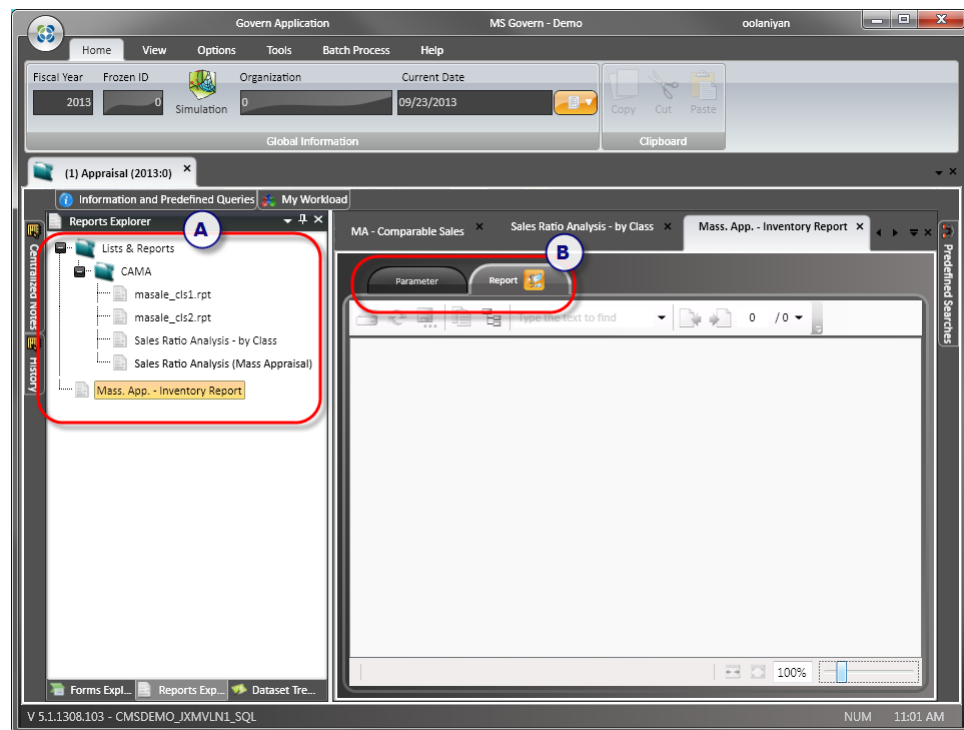 Govern Application MS Govern - Demo oolaniyan
Home View Options Tools Batch Process Help
Fiscal Year Frozen ID Organization Current Date
2013 0 Simulation 0 09/23/2013 Copy Cut Paste
Global Information Clipboard
(1) Appraisal (2013:0)
Information and Predefined Queries My Workload
Reports Explorer
A
MA - Comparable Sales Sales Ratio Analysis - by Class Mass. App. - Inventory Report
B
Lists & Reports
CAMA
masale_cls1.rpt
masale_cls2.rpt
Sales Ratio Analysis - by Class
Sales Ratio Analysis (Mass Appraisal)
Mass. App. - Inventory Report
Centralized Notes
History
Parameter Report
Type the text to find 0 / 0
Predefined Searches
100%
Forms Expl... Reports Exp... Dataset Tre...
V 5.1.1308.103 - CMSDEMO_JXMVLN1_SQL NUM 11:01 AM